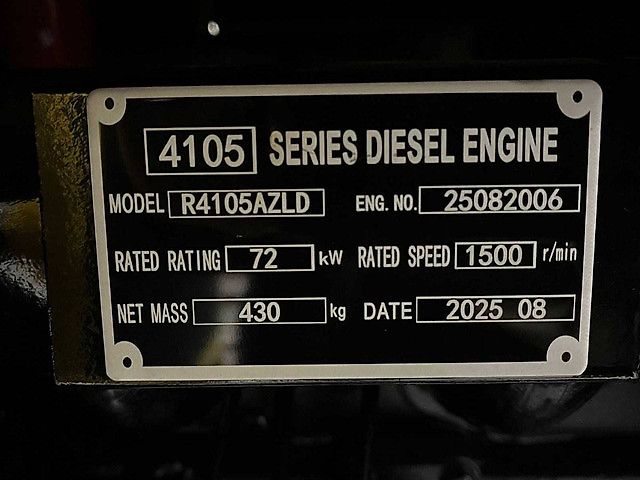 4105 SERIES DIESEL ENGINE
MODEL R4105AZLD ENG. NO. 25082006
RATED RATING 72 kW RATED SPEED 1500 r/min
NET MASS 430 kg DATE 2025 08